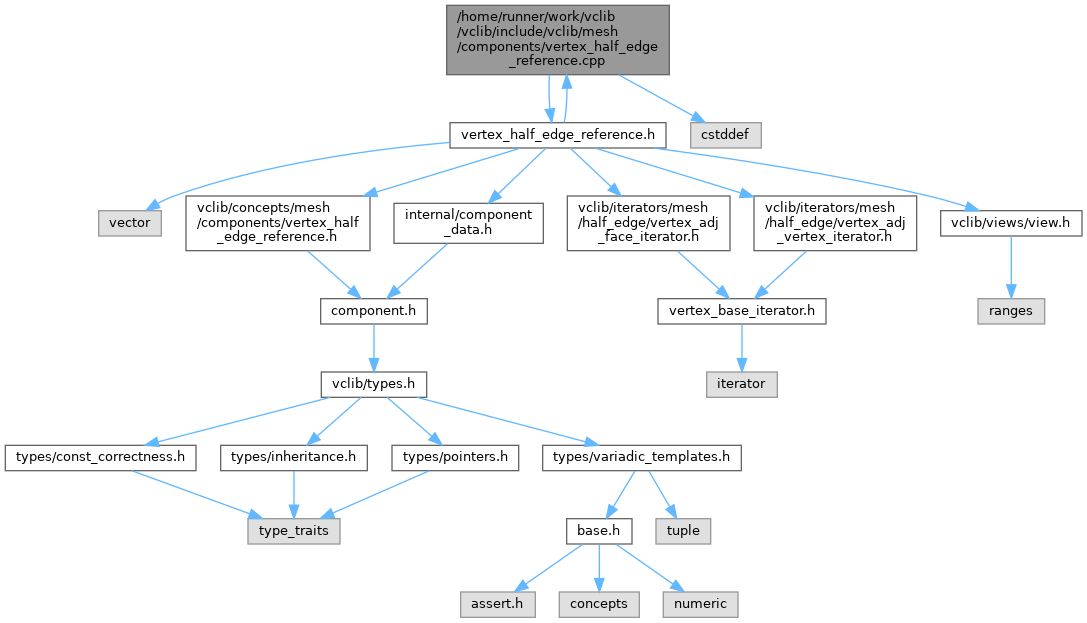 /home/runner/work/vclib
/vclib/include/vclib/mesh
/components/vertex_half_edge
_reference.cpp
vertex_half_edge_reference.h
cstddef
vector
vclib/concepts/mesh
/components/vertex_half
_edge_reference.h
internal/component
_data.h
vclib/iterators/mesh
/half_edge/vertex_adj
_face_iterator.h
vclib/iterators/mesh
/half_edge/vertex_adj
_vertex_iterator.h
vclib/views/view.h
component.h
vertex_base_iterator.h
ranges
vclib/types.h
iterator
types/const_correctness.h
types/inheritance.h
types/pointers.h
types/variadic_templates.h
type_traits
base.h
tuple
assert.h
concepts
numeric